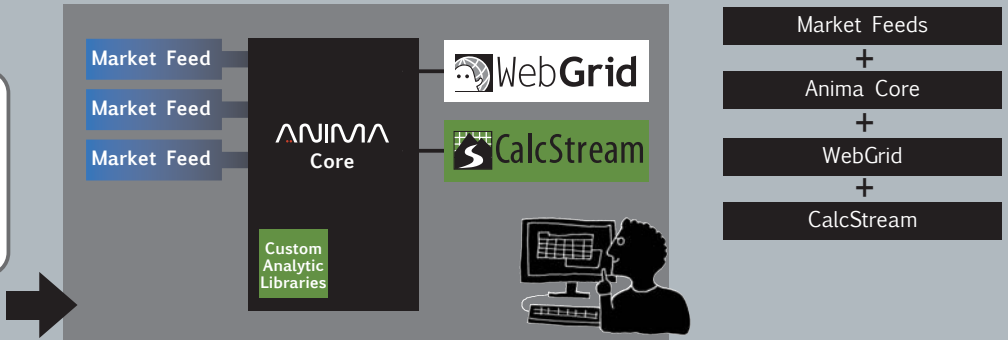 Market Feed
Market Feed
Market Feed
ANIMA
Core
Custom
Analytic
Libraries
WebGrid
CalcStream
Market Feeds
+
Anima Core
+
WebGrid
+
CalcStream